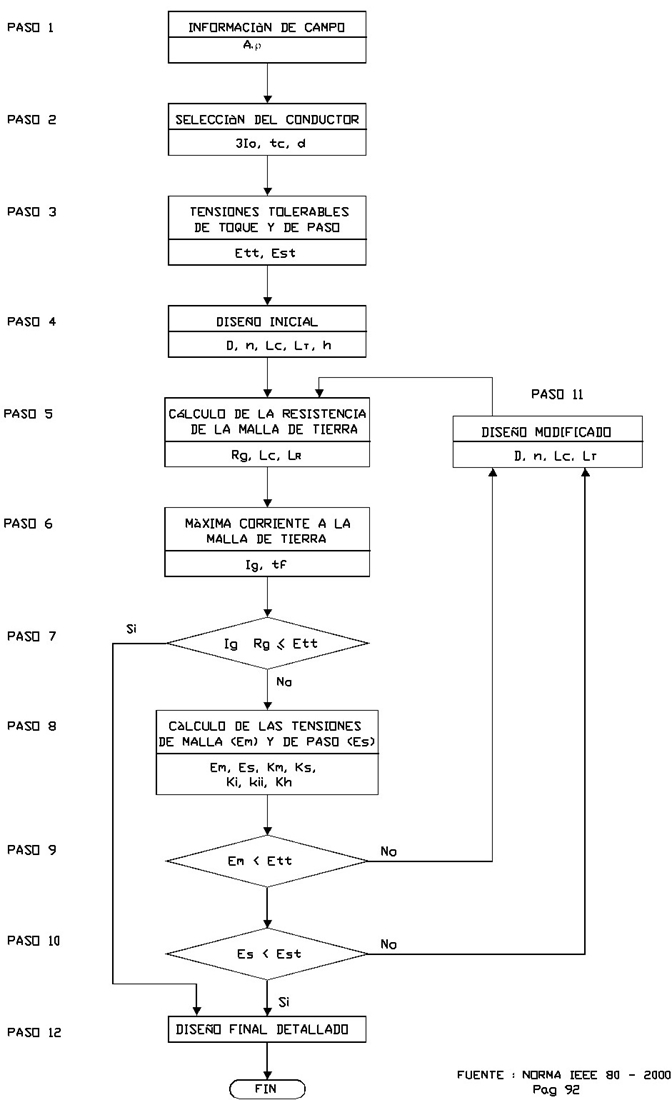 PASO 1
INFORMACIàN DE CAMPO
A,ρ
PASO 2
SELECCIàN DEL CONDUCTOR
3Io, tc, d
PASO 3
TENSIONES TOLERABLES
DE TOQUE Y DE PASO
Ett, Est
PASO 4
DISEÑO INICIAL
D, n, Lc, LT, h
PASO 11
DISEÑO MODIFICADO
D, n, Lc, LT
PASO 5
CáLCULO DE LA RESISTENCIA
DE LA MALLA DE TIERRA
Rg, Lc, LR
PASO 6
MàXIMA CORRIENTE A LA
MALLA DE TIERRA
Ig, tF
PASO 7
Si
Ig Rg ≤ Ett
No
PASO 8
CàLCULO DE LAS TENSIONES
DE MALLA (Em) Y DE PASO (Es)
Em, Es, Km, Ks,
Ki, kii, Kh
PASO 9
Em < Ett
No
PASO 10
Es < Est
No
Si
PASO 12
DISEÑO FINAL DETALLADO
FIN
FUENTE : NORMA IEEE 80 - 2000
Pag 92